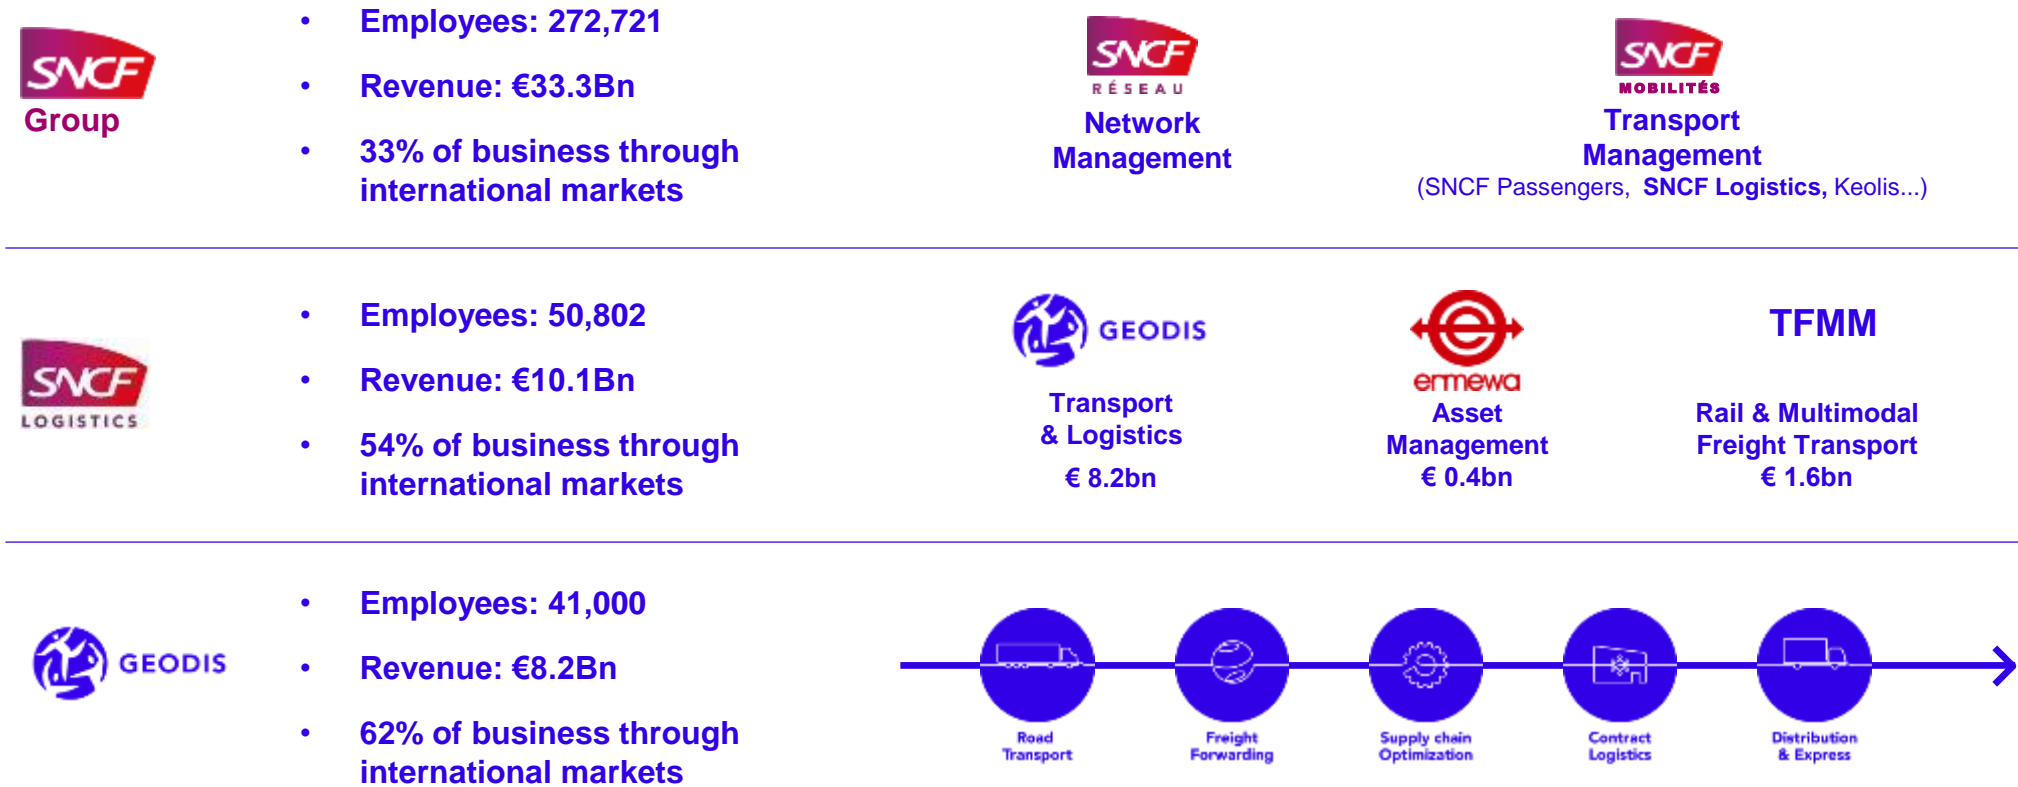 SNCF
Group
• Employees: 272,721
• Revenue: €33.3Bn
• 33% of business through
international markets
SNCF
RÉSEAU
Network
Management
SNCF
MOBILITÉS
Transport
Management
(SNCF Passengers, SNCF Logistics, Keolis...)
SNCF
LOGISTICS
• Employees: 50,802
• Revenue: €10.1Bn
• 54% of business through
international markets
GEODIS
Transport
& Logistics
€ 8.2bn
ermewa
Asset
Management
€ 0.4bn
TFMM
Rail & Multimodal
Freight Transport
€ 1.6bn
GEODIS
• Employees: 41,000
• Revenue: €8.2Bn
• 62% of business through
international markets
Road
Transport
Freight
Forwarding
Supply chain
Optimization
Contract
Logistics
Distribution
& Express